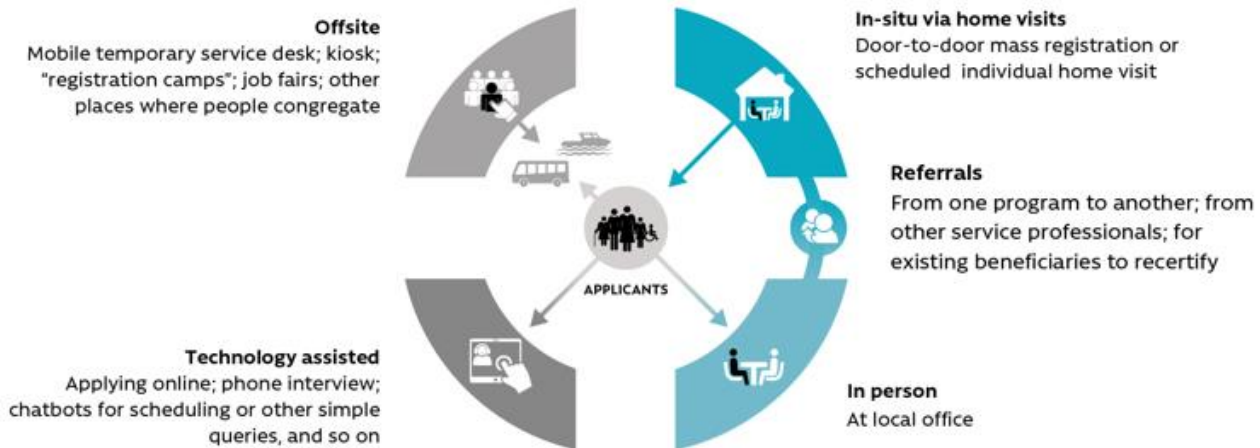 Offsite
Mobile temporary service desk; kiosk;
"registration camps"; job fairs; other
places where people congregate
In-situ via home visits
Door-to-door mass registration or
scheduled individual home visit
Referrals
From one program to another; from
other service professionals; for
existing beneficiaries to recertify
APPLICANTS
Technology assisted
Applying online; phone interview;
chatbots for scheduling or other simple
queries, and so on
In person
At local office